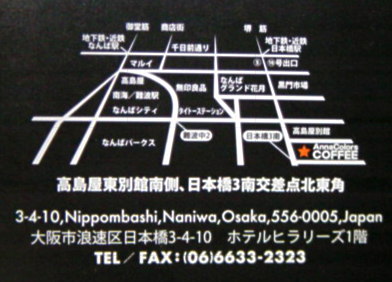 御堂筋 商店街 堺筋
地下鉄・近鉄
なんば駅
千日前通り
地下鉄・近鉄
日本橋駅
マルイ
号出口
高島屋
無印良品
なんば
グランド花月
黒門市場
南海/難波駅
なんばシティ
タイトーステーション
高島屋別館
なんばパークス
難波中2
日本橋3南
AnnaColors
COFFEE
高島屋東別館南側、日本橋3南交差点北東角
3-4-10,Nippombashi,Naniwa,Osaka,556-0005,Japan
大阪市浪速区日本橋3-4-10 ホテルヒラリーズ1階
TEL / FAX:(06)6633-2323